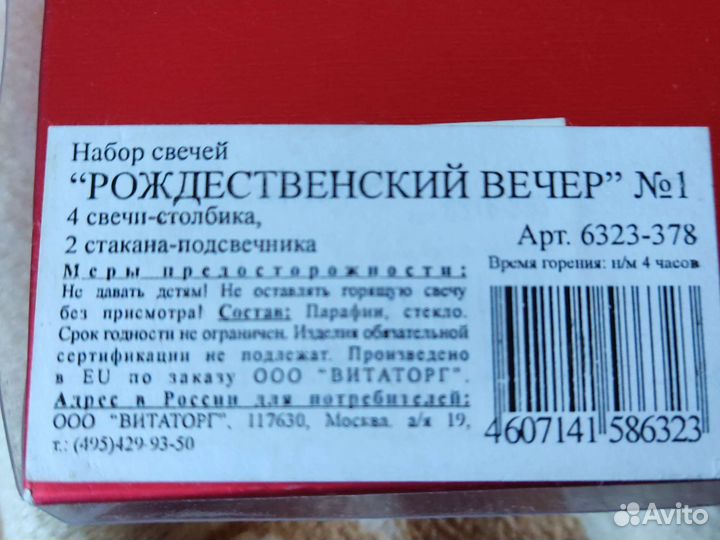 Набор свечей
“РОЖДЕСТВЕНСКИЙ ВЕЧЕР” №1
4 свечи-столбика,
2 стакана-подсвечника
Арт. 6323-378
Время горения: н/м 4 часов
Меры предосторожности:
Не давать детям! Не оставлять горящую свечу
без присмотра! Состав: Парафин, стекло.
Срок годности не ограничен. Изделия обязательной
сертификации не подлежат. Произведено
в EU по заказу ООО "ВИТАТОРГ".
Адрес в России для потребителей:
ООО "ВИТАТОРГ", 117630, Москва, а/я 19,
т.: (495)429-93-50
4607141586323
Avito